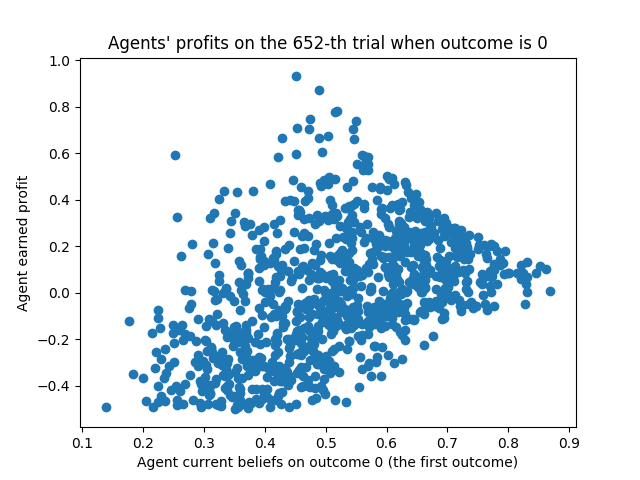 Agents' profits on the 652-th trial when outcome is 0
1.0
0.8
0.6
0.4
0.2
0.0
−0.2
−0.4
Agent earned profit
0.1 0.2 0.3 0.4 0.5 0.6 0.7 0.8 0.9
Agent current beliefs on outcome 0 (the first outcome)